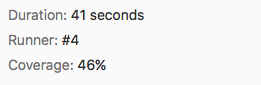 Duration: 41 seconds
Runner: #4
Coverage: 46%